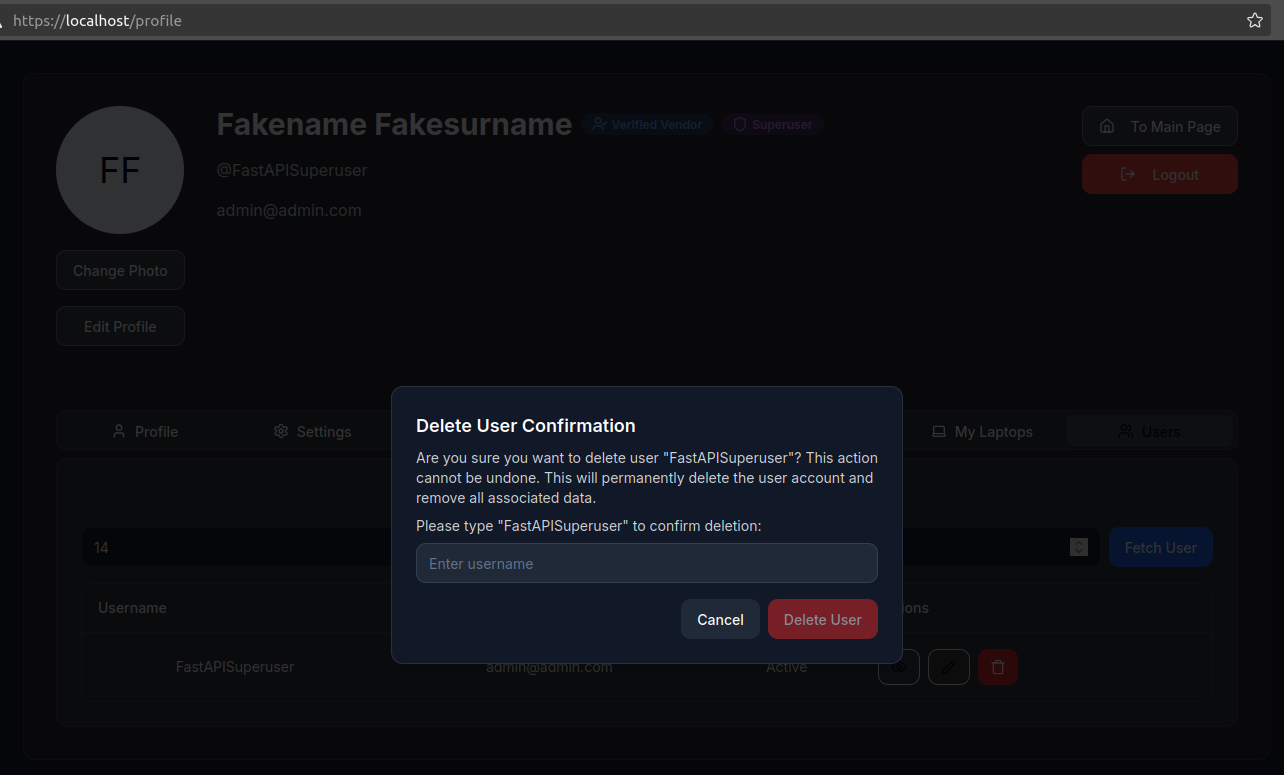 https://localhost/profile
FF
Fakename Fakesurname
Verified Vendor
Superuser
@FastAPISuperuser
admin@admin.com
To Main Page
Logout
Change Photo
Edit Profile
Profile
Settings
My Laptops
Users
Delete User Confirmation
Are you sure you want to delete user "FastAPISuperuser"? This action
cannot be undone. This will permanently delete the user account and
remove all associated data.
Please type "FastAPISuperuser" to confirm deletion:
Enter username
Cancel
Delete User
14
Fetch User
Username
ons
FastAPISuperuser
admin@admin.com
Active